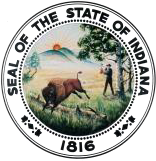 SEAL OF THE STATE OF INDIANA
1816